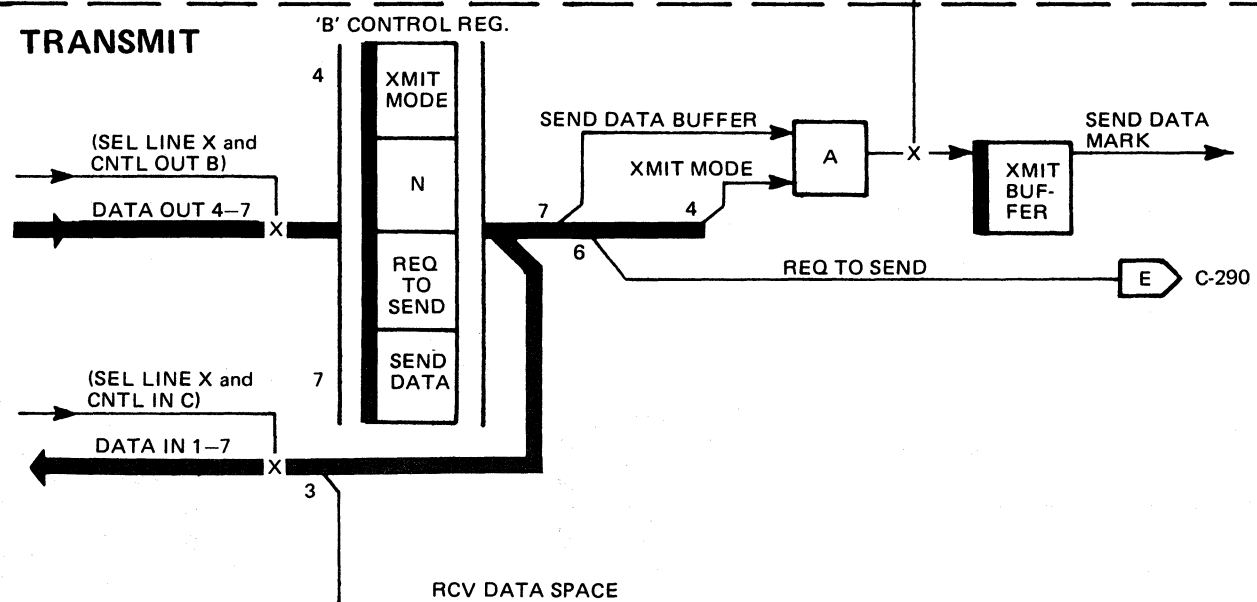 'B' CONTROL REG.
TRANSMIT
4
XMIT
MODE
SEND DATA BUFFER
SEND DATA
MARK
(SEL LINE X and
CNTL OUT B)
A
X
XMIT
BUF-
FER
XMIT MODE
N
DATA OUT 4–7
X
7
4
6
REQ
TO
SEND
REQ TO SEND
E
C-290
SEND
DATA
7
(SEL LINE X and
CNTL IN C)
DATA IN 1–7
X
3
RCV DATA SPACE